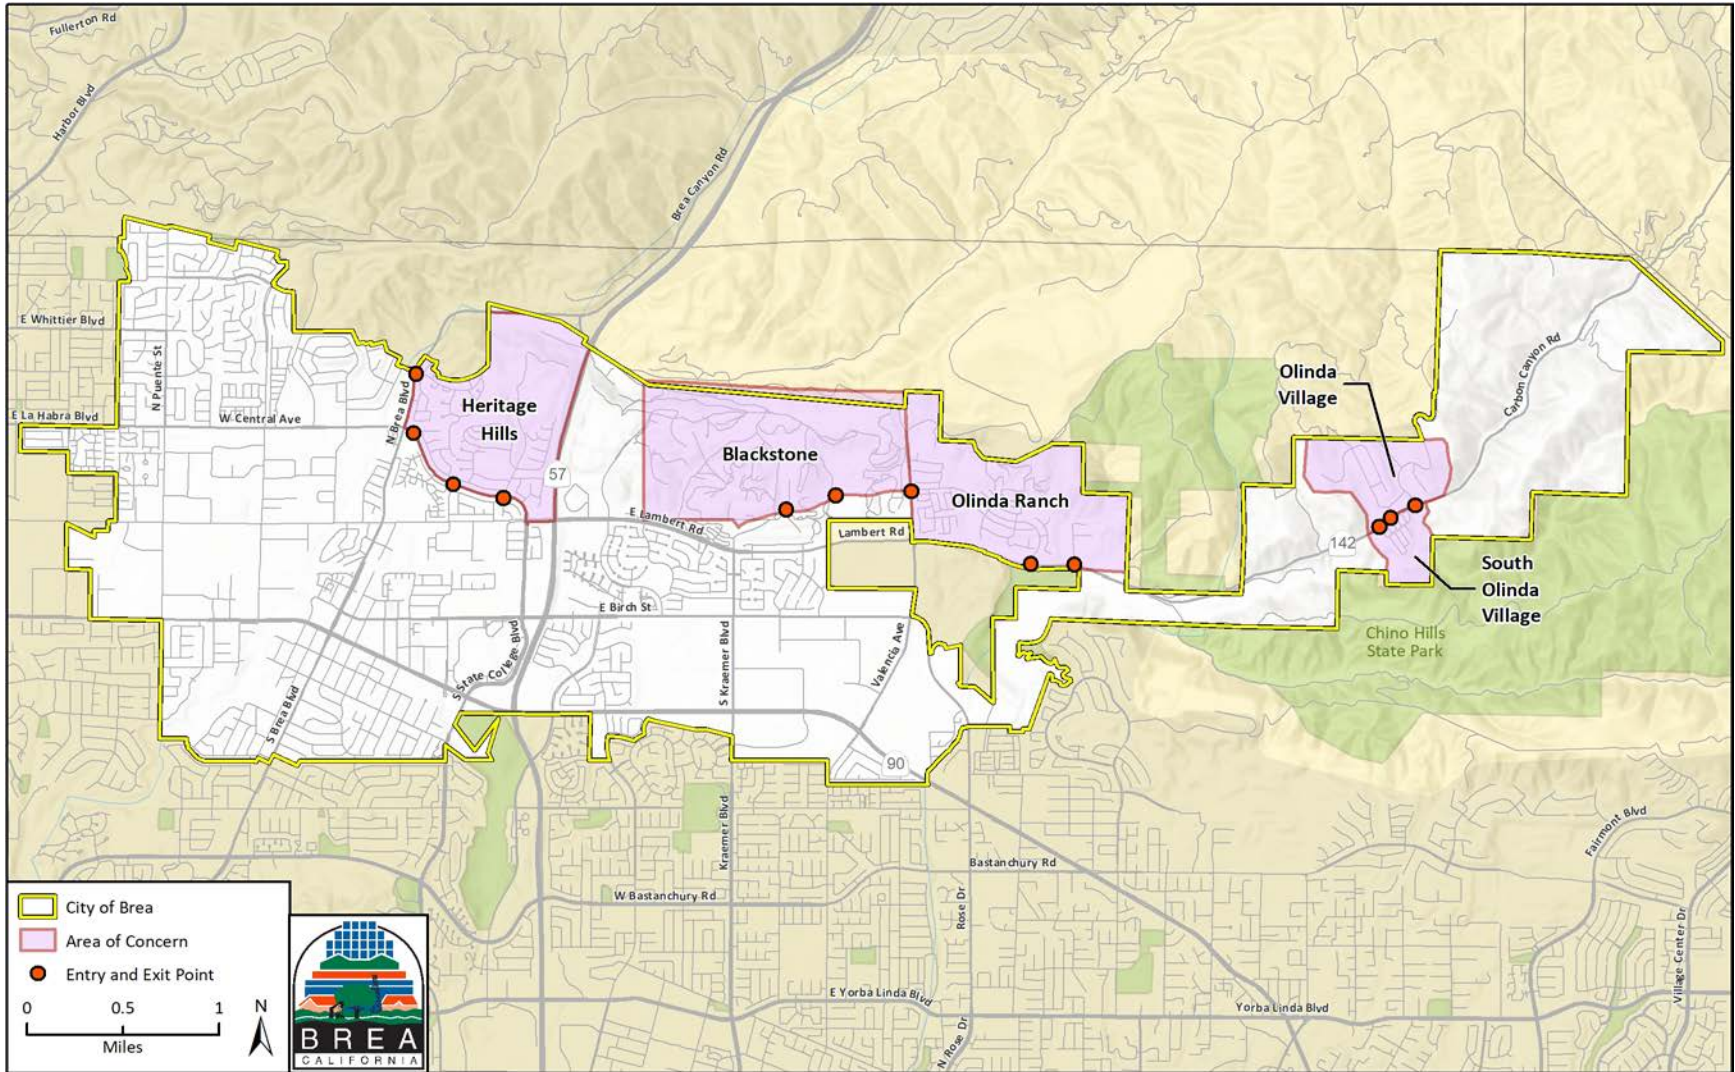 Fullerton Rd
Harbor Blvd
Brea Canyon Rd
E Whittier Blvd
N Puente St
E La Habra Blvd
W Central Ave
N Brea Blvd
Heritage
Hills
57
Blackstone
Olinda Ranch
Olinda
Village
Carbon Canyon Rd
E Lambert Rd
Lambert Rd
142
South
Olinda
Village
E Birch St
Chino Hills
State Park
S State College Blvd
S Kraemer Blvd
Valencia Ave
S Brea Blvd
90
Kraemer Blvd
Bastanchury Rd
W Bastanchury Rd
Rose Dr
Fairmont Blvd
Village Center Dr
E Yorba Linda Blvd
Yorba Linda Blvd
N Rose Dr
City of Brea
Area of Concern
Entry and Exit Point
0 0.5 1
Miles
N
BREA
CALIFORNIA